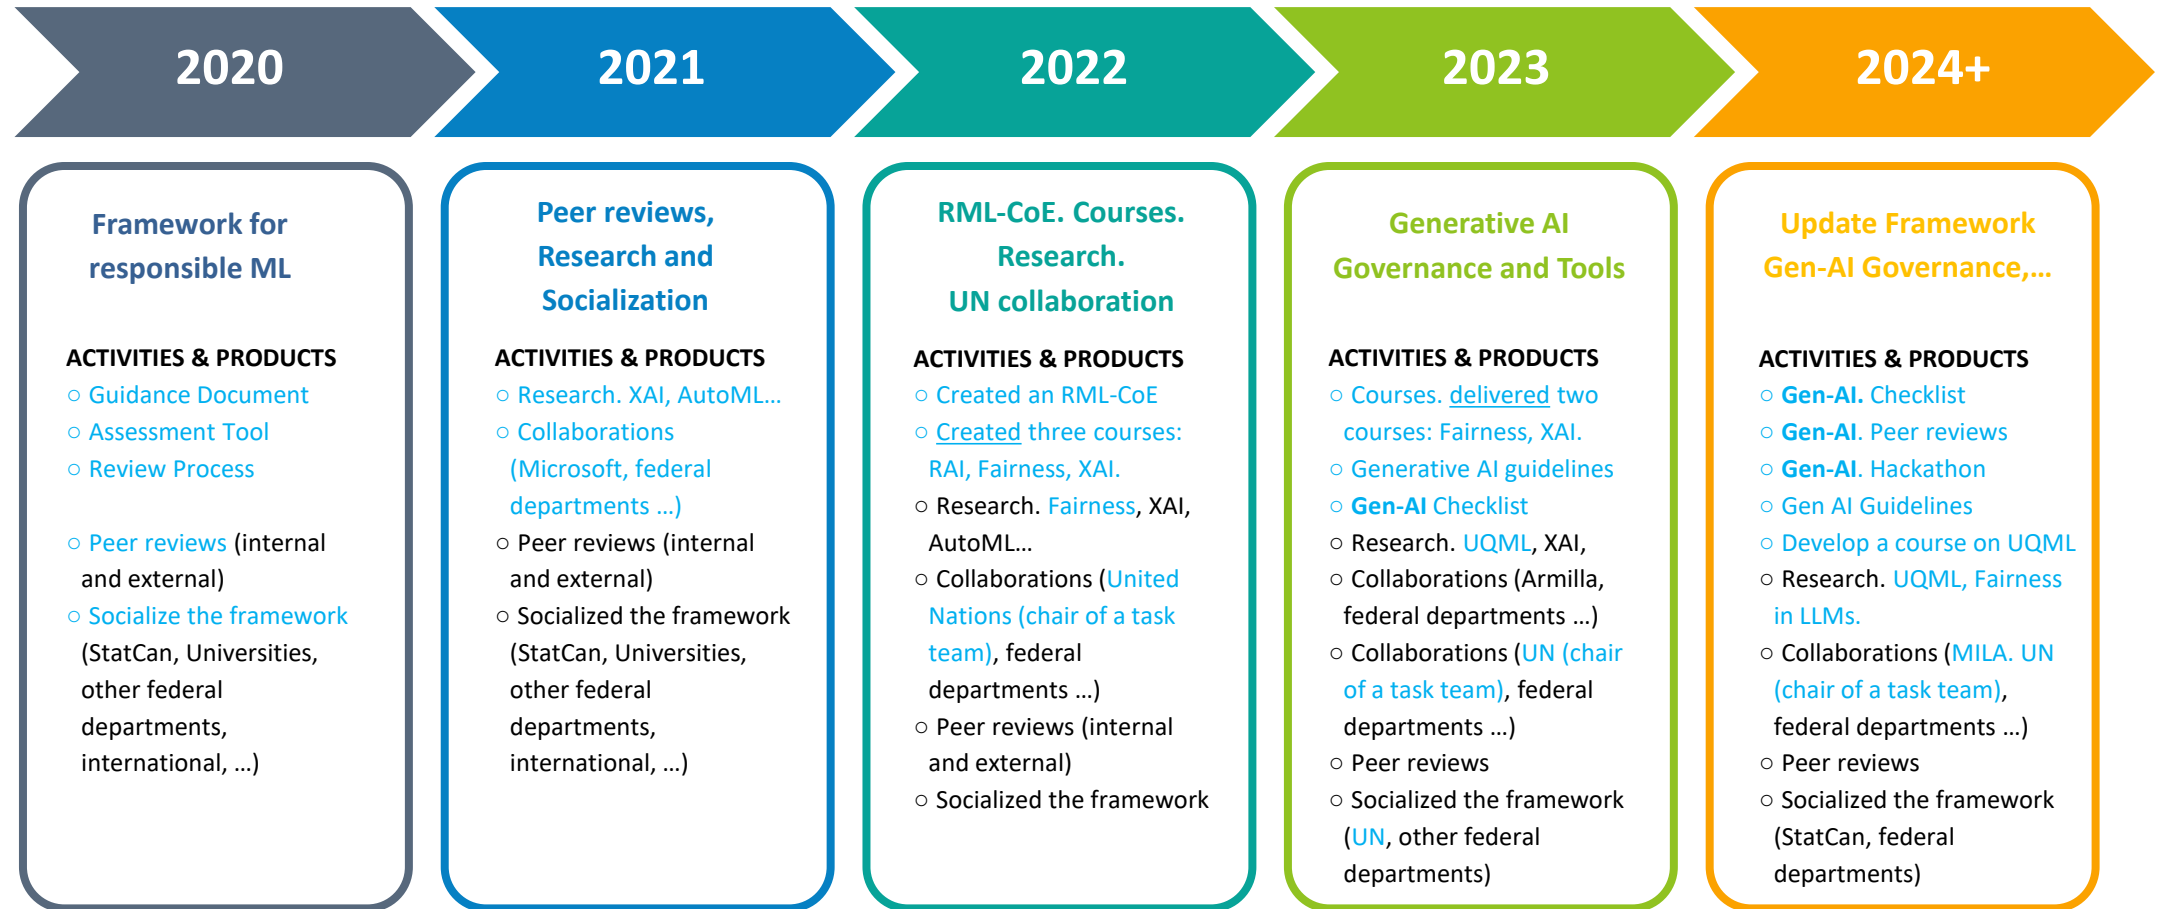 2020
2021
2022
2023
2024+
Framework for
responsible ML
ACTIVITIES & PRODUCTS
○ Guidance Document
○ Assessment Tool
○ Review Process
○ Peer reviews (internal
and external)
○ Socialize the framework
(StatCan, Universities,
other federal
departments,
international, …)
Peer reviews,
Research and
Socialization
ACTIVITIES & PRODUCTS
○ Research. XAI, AutoML…
○ Collaborations
(Microsoft, federal
departments …)
○ Peer reviews (internal
and external)
○ Socialized the framework
(StatCan, Universities,
other federal
departments,
international, …)
RML-CoE. Courses.
Research.
UN collaboration
ACTIVITIES & PRODUCTS
○ Created an RML-CoE
○ Created three courses:
RAI, Fairness, XAI.
○ Research. Fairness, XAI,
AutoML…
○ Collaborations (United
Nations (chair of a task
team), federal
departments …)
○ Peer reviews (internal
and external)
○ Socialized the framework
Generative AI
Governance and Tools
ACTIVITIES & PRODUCTS
○ Courses. delivered two
courses: Fairness, XAI.
○ Generative AI guidelines
○ Gen-AI Checklist
○ Research. UQML, XAI,
○ Collaborations (Armilla,
federal departments …)
○ Collaborations (UN (chair
of a task team), federal
departments …)
○ Peer reviews
○ Socialized the framework
(UN, other federal
departments)
Update Framework
Gen-AI Governance,…
ACTIVITIES & PRODUCTS
○ Gen-AI. Checklist
○ Gen-AI. Peer reviews
○ Gen-AI. Hackathon
○ Gen AI Guidelines
○ Develop a course on UQML
○ Research. UQML, Fairness
in LLMs.
○ Collaborations (MILA. UN
(chair of a task team),
federal departments …)
○ Peer reviews
○ Socialized the framework
(StatCan, federal
departments)